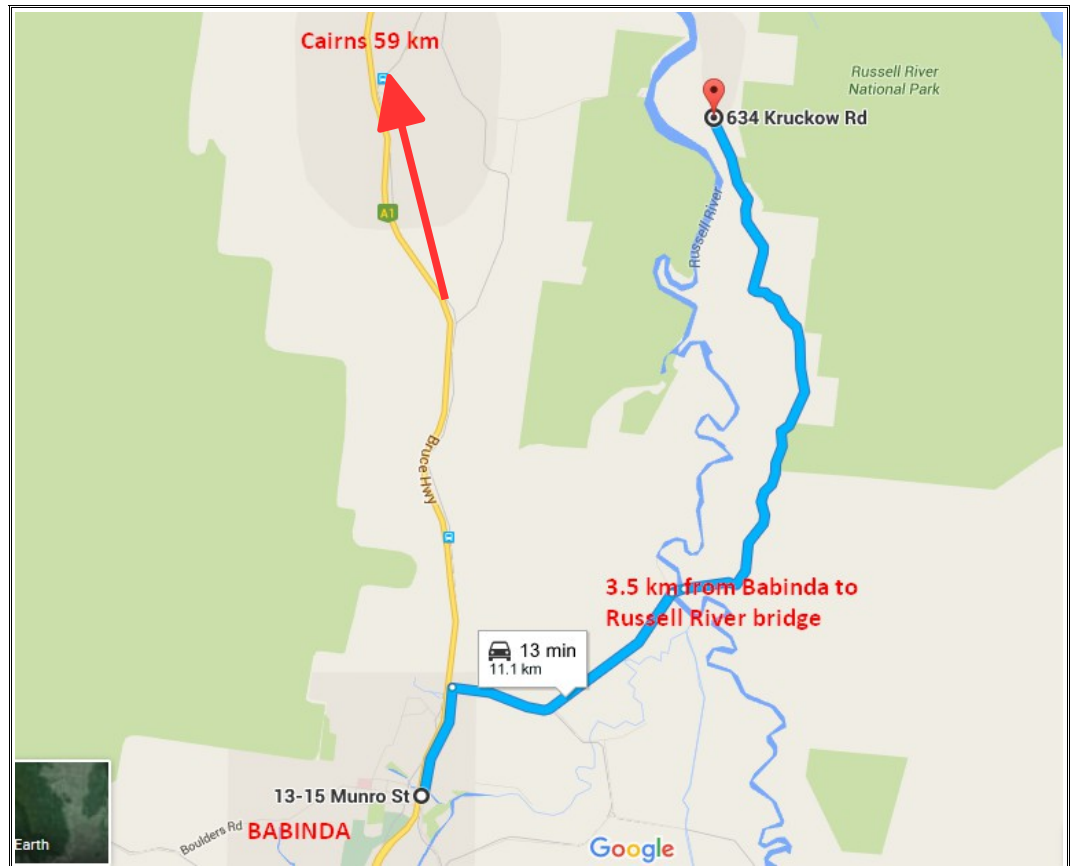 Cairns 59 km
Russell River
National Park
634 Kruckow Rd
A1
Russell River
Bruce Hwy
3.5 km from Babinda to
Russell River bridge
13 min
11.1 km
13-15 Munro St
BABINDA
Boulders Rd
Earth
Google